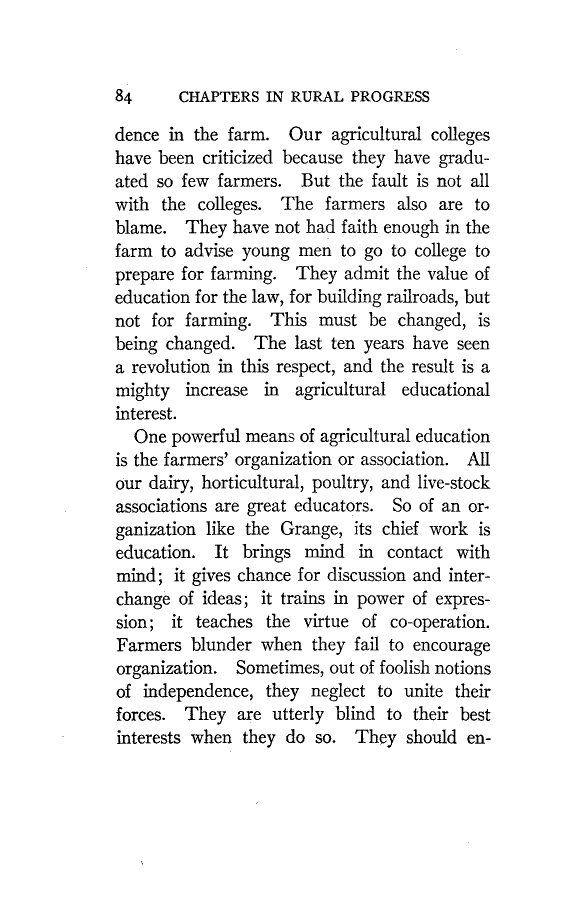 84 CHAPTERS IN RURAL PROGRESS
dence in the farm. Our agricultural colleges
have been criticized because they have gradu-
ated so few farmers. But the fault is not all
with the colleges. The farmers also are to
blame. They have not had faith enough in the
farm to advise young men to go to college to
prepare for farming. They admit the value of
education for the law, for building railroads, but
not for farming. This must be changed, is
being changed. The last ten years have seen
a revolution in this respect, and the result is a
mighty increase in agricultural educational
interest.
One powerful means of agricultural education
is the farmers' organization or association. All
our dairy, horticultural, poultry, and live-stock
associations are great educators. So of an or-
ganization like the Grange, its chief work is
education. It brings mind in contact with
mind; it gives chance for discussion and inter-
change of ideas; it trains in power of expres-
sion; it teaches the virtue of co-operation.
Farmers blunder when they fail to encourage
organization. Sometimes, out of foolish notions
of independence, they neglect to unite their
forces. They are utterly blind to their best
interests when they do so. They should en-